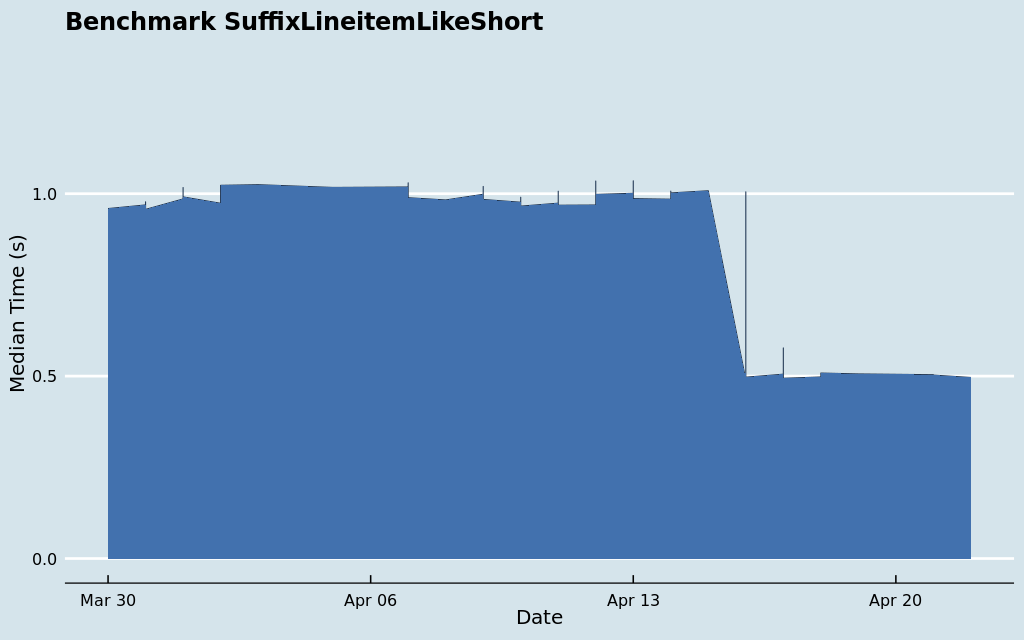 Benchmark SuffixLineitemLikeShort
1.0
0.5
0.0
Median Time (s)
Mar 30
Apr 06
Apr 13
Apr 20
Date